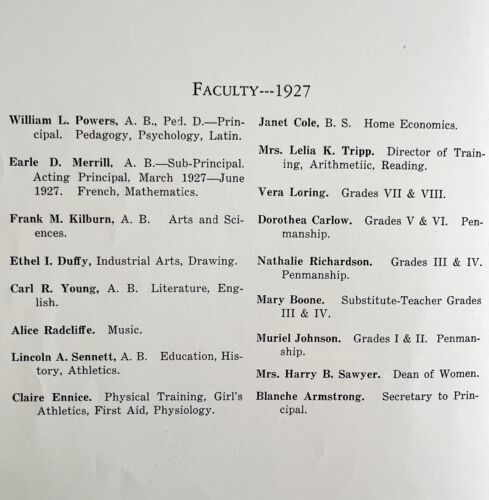 FACULTY---1927
William L. Powers, A. B., Ped. D.—Prin-
cipal. Pedagogy, Psychology, Latin.
Earle D. Merrill, A. B.—Sub-Principal.
Acting Principal, March 1927—June
1927. French, Mathematics.
Frank M. Kilburn, A. B. Arts and Sci-
ences.
Ethel I. Duffy, Industrial Arts, Drawing.
Carl R. Young, A. B. Literature, Eng-
lish.
Alice Radcliffe. Music.
Lincoln A. Sennett, A. B. Education, His-
tory, Athletics.
Claire Ennice. Physical Training, Girl's
Athletics, First Aid, Physiology.
Janet Cole, B. S. Home Economics.
Mrs. Lelia K. Tripp. Director of Train-
ing, Arithmetiic, Reading.
Vera Loring. Grades VII & VIII.
Dorothea Carlow. Grades V & VI. Pen-
manship.
Nathalie Richardson. Grades III & IV.
Penmanship.
Mary Boone. Substitute-Teacher Grades
III & IV.
Muriel Johnson. Grades I & II. Penman-
ship.
Mrs. Harry B. Sawyer. Dean of Women.
Blanche Armstrong. Secretary to Prin-
cipal.